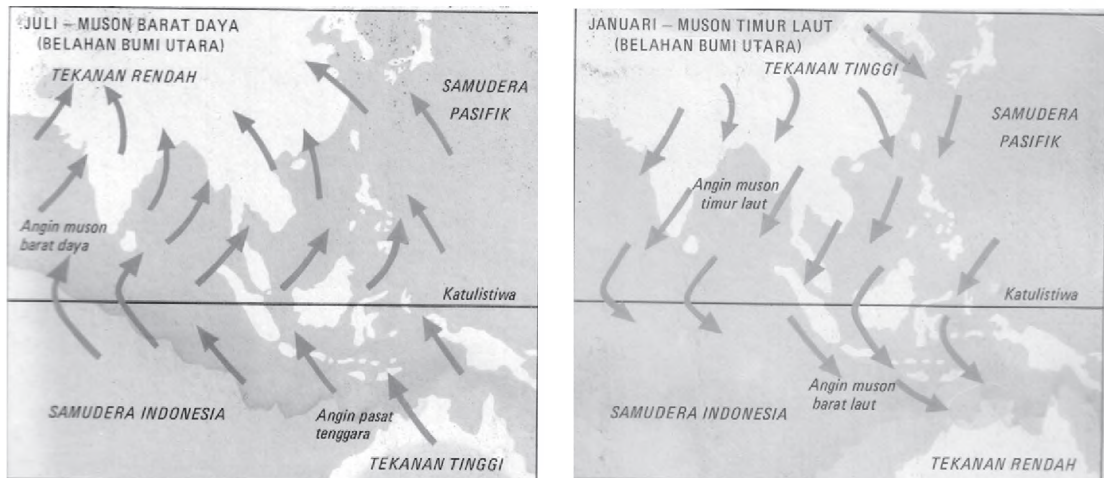 JULI – MUSON BARAT DAYA
(BELAHAN BUMI UTARA)
TEKANAN RENDAH
SAMUDERA
PASIFIK
Angin muson
barat daya
Katulistiwa
SAMUDERA INDONESIA
Angin pasat
tenggara
TEKANAN TINGGI
JANUARI – MUSON TIMUR LAUT
(BELAHAN BUMI UTARA)
TEKANAN TINGGI
SAMUDERA
PASIFIK
Angin muson
timur laut
Katulistiwa
Angin muson
barat laut
SAMUDERA INDONESIA
TEKANAN RENDAH